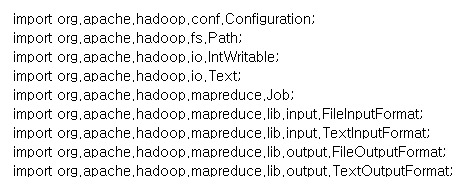 import org.apache.hadoop.conf.Configuration;
import org.apache.hadoop.fs.Path;
import org.apache.hadoop.io.IntWritable;
import org.apache.hadoop.io.Text;
import org.apache.hadoop.mapreduce.Job;
import org.apache.hadoop.mapreduce.lib.input.FileInputFormat;
import org.apache.hadoop.mapreduce.lib.input.TextInputFormat;
import org.apache.hadoop.mapreduce.lib.output.FileOutputFormat;
import org.apache.hadoop.mapreduce.lib.output.TextOutputFormat;